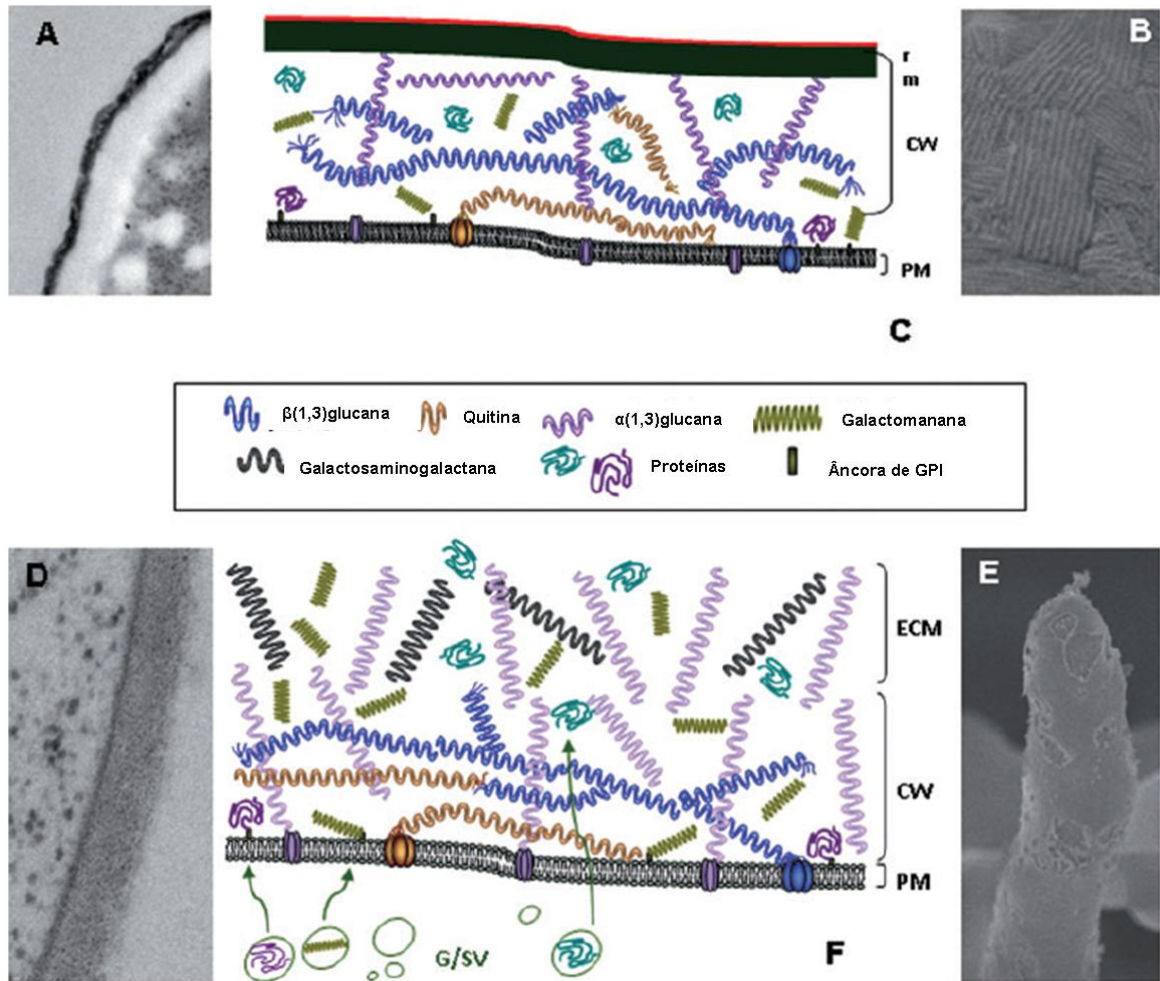 A
B
r
m
CW
PM
C
β(1,3)glucana
Quitina
α(1,3)glucana
Galactomanana
Galactosaminogalactana
Proteínas
Âncora de GPI
D
E
ECM
CW
PM
G/SV
F